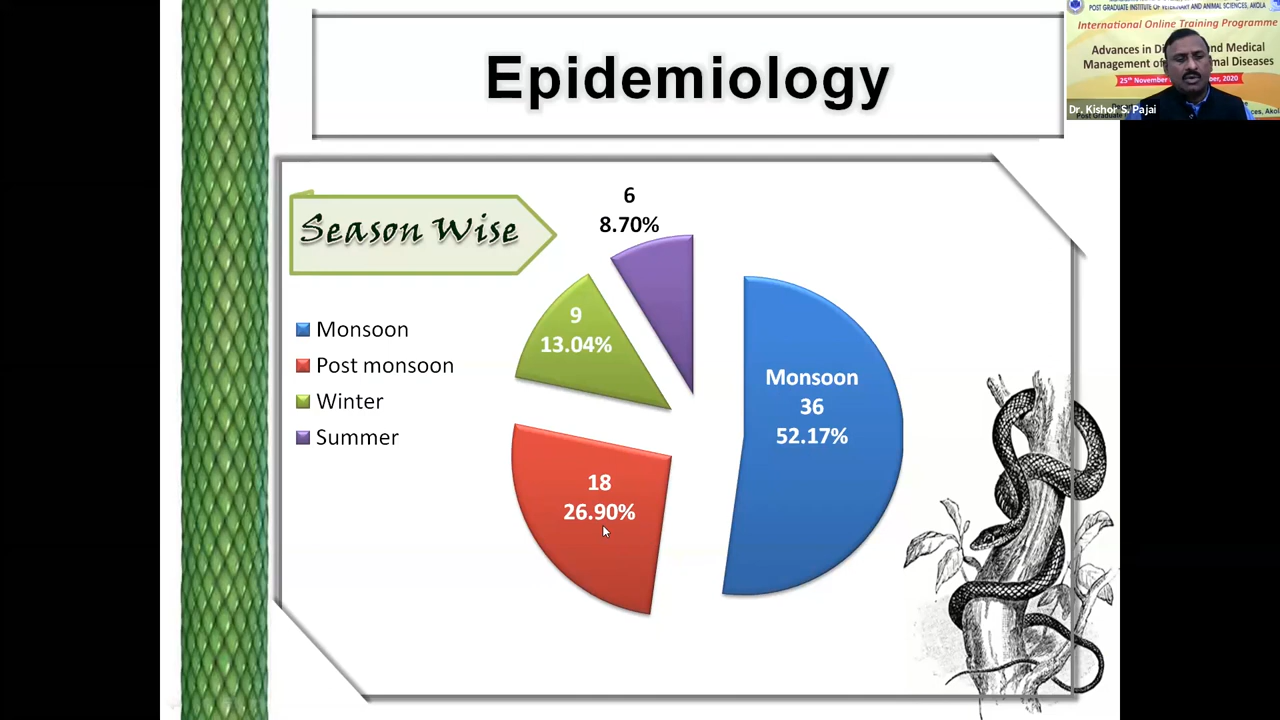 Epidemiology
POST GRADUATE INSTITUTE OF VETERINARY AND ANIMAL SCIENCES, AKOLA
International Online Training Programme
Advances in and Medical
Management of Diseases
25th November 2020
Dr. Kishor S. Pajai
Post Graduate
Season Wise
Monsoon
Post monsoon
Winter
Summer
6
8.70%
9
13.04%
Monsoon
36
52.17%
18
26.90%